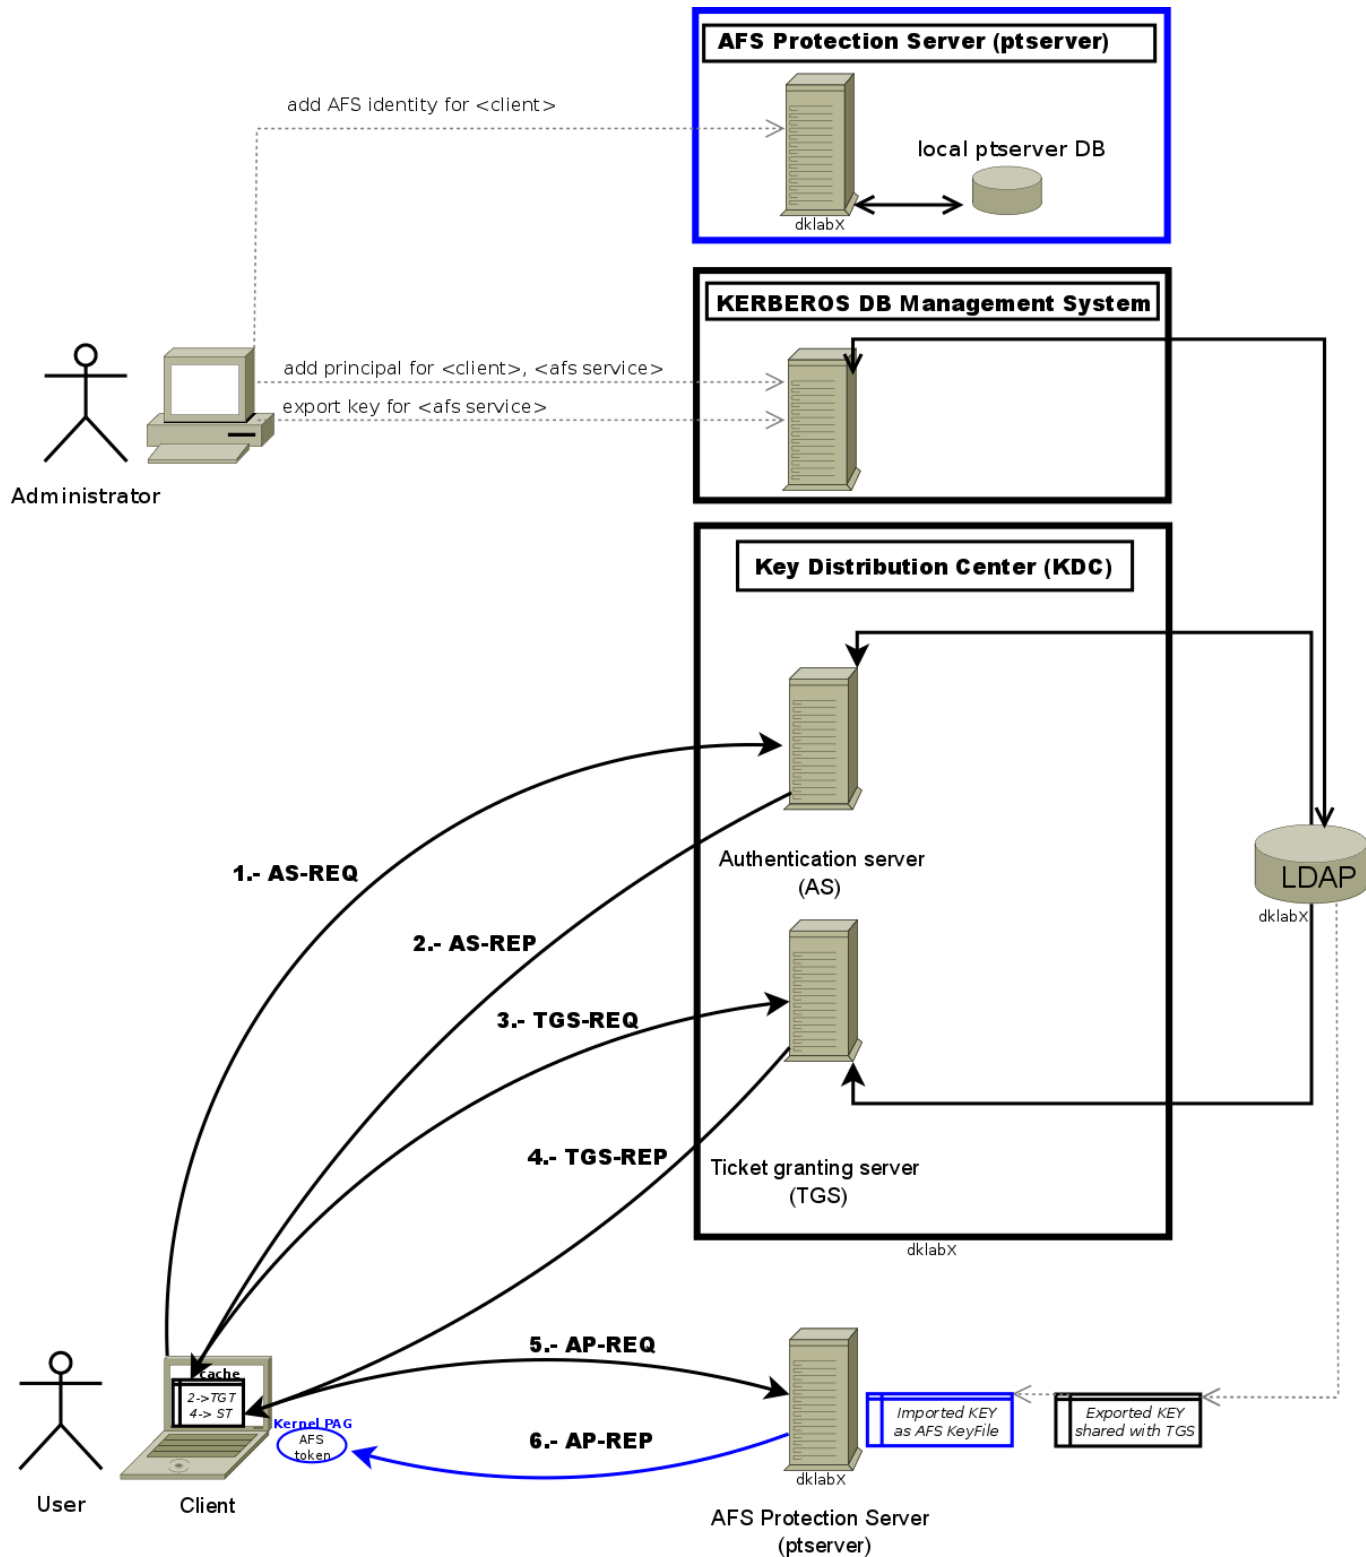 AFS Protection Server (ptserver)
add AFS identity for <client>
local ptserver DB
dklabX
KERBEROS DB Management System
add principal for <client>, <afs service>
export key for <afs service>
Administrator
Key Distribution Center (KDC)
1.- AS-REQ
Authentication server
(AS)
LDAP
dklabX
2.- AS-REP
3.- TGS-REQ
4.- TGS-REP
Ticket granting server
(TGS)
dklabX
5.- AP-REQ
cache
2->TGT
4-> ST
Kernel PAG
AFS
token
6.- AP-REP
Imported KEY
as AFS KeyFile
Exported KEY
shared with TGS
dklabX
User
Client
AFS Protection Server
(ptserver)